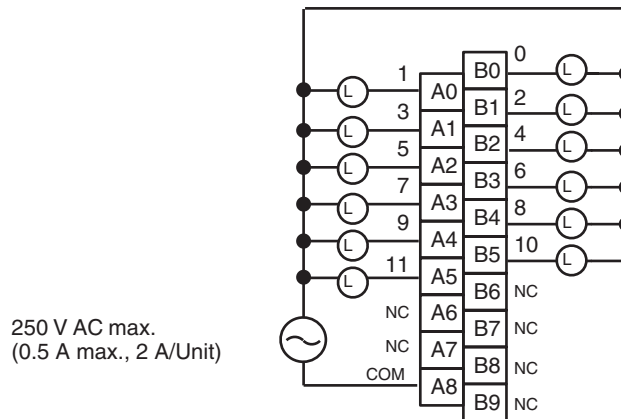 0
B0 L
1
L A0
2
B1 L
3
L A1
4
B2 L
5
L A2
6
B3 L
7
L A3
8
B4 L
9
L A4
10
B5 L
11
L A5
B6 NC
NC A6
B7 NC
NC A7
B8 NC
COM A8
B9 NC
250 V AC max.
(0.5 A max., 2 A/Unit)